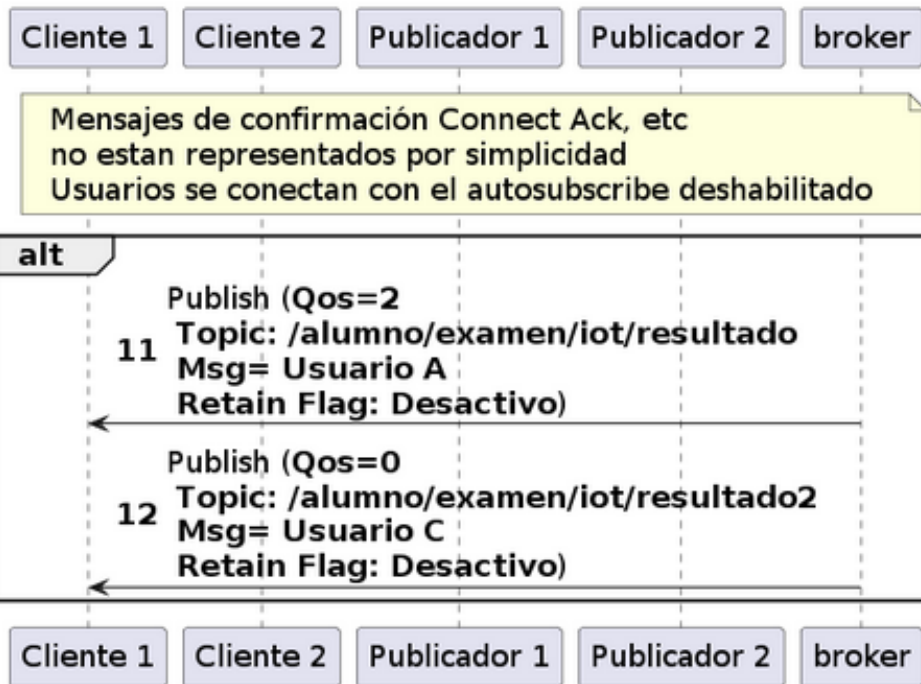 Cliente 1 Cliente 2 Publicador 1 Publicador 2 broker
Mensajes de confirmación Connect Ack, etc
no estan representados por simplicidad
Usuarios se conectan con el autosubscribe deshabilitado
alt
Publish (Qos=2
Topic: /alumno/examen/iot/resultado
11
Msg= Usuario A
Retain Flag: Desactivo)
Publish (Qos=0
Topic: /alumno/examen/iot/resultado2
12
Msg= Usuario C
Retain Flag: Desactivo)
Cliente 1 Cliente 2 Publicador 1 Publicador 2 broker